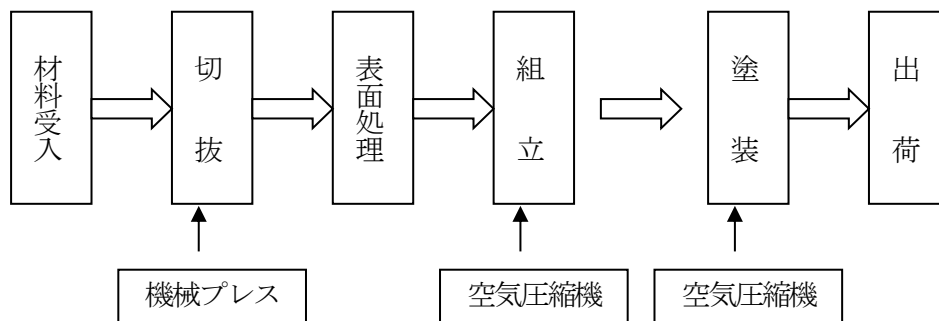 材料受入
切抜
表面処理
組立
塗装
出荷
機械プレス
空気圧縮機
空気圧縮機